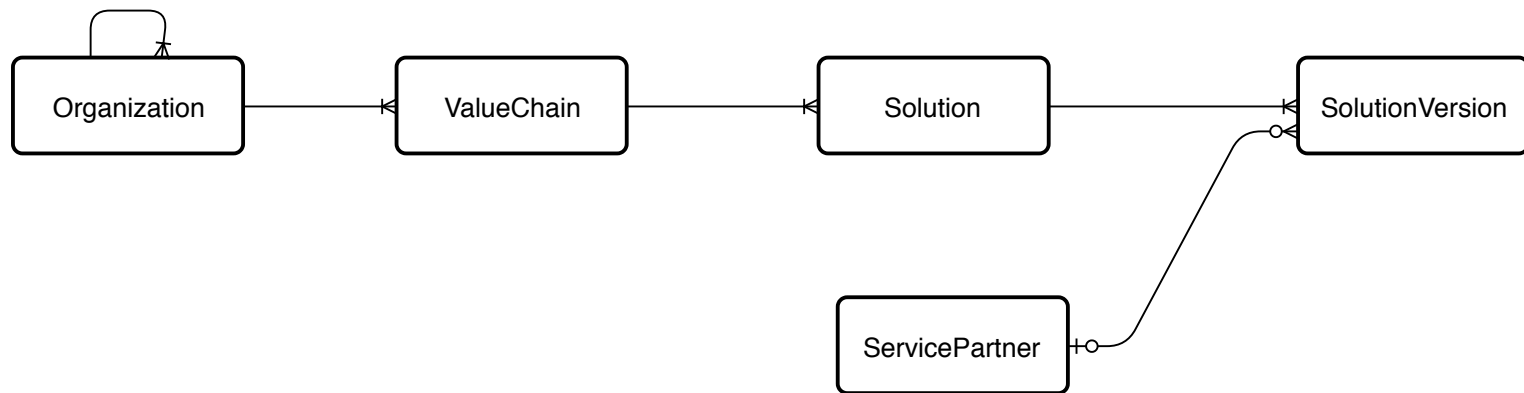 Organization
ValueChain
Solution
SolutionVersion
ServicePartner